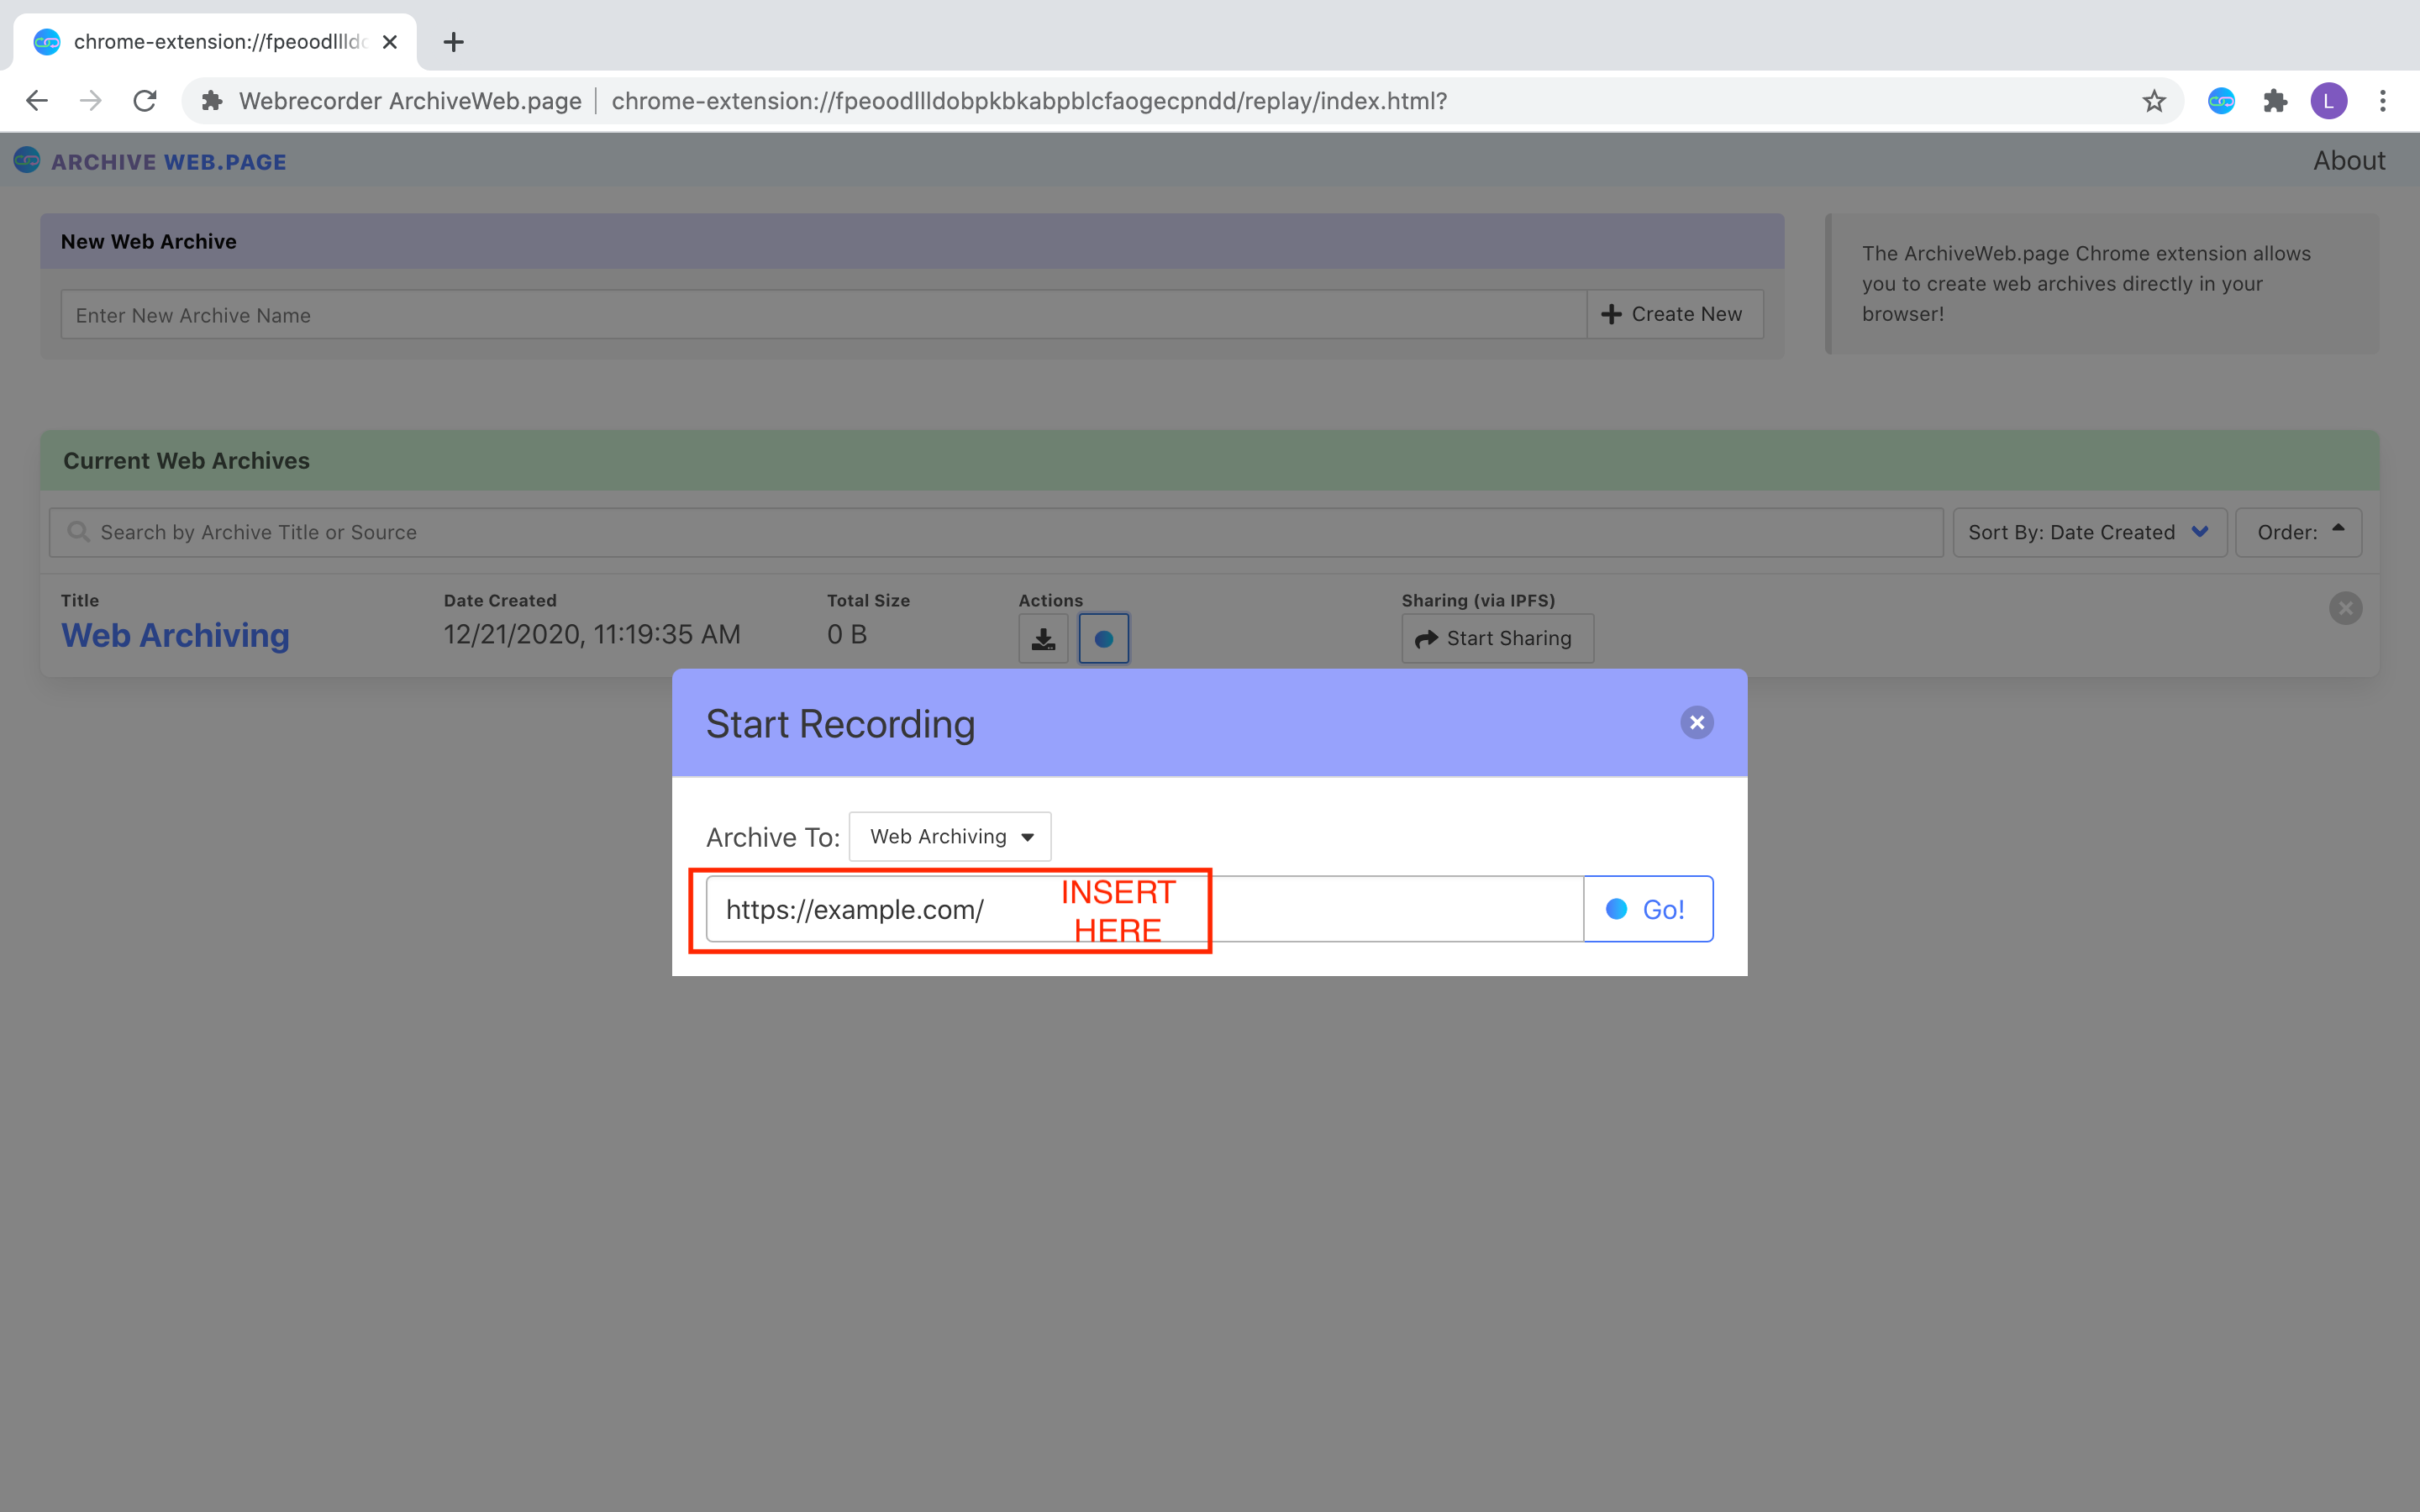 chrome-extension://fpeoodllld
Webrecorder ArchiveWeb.page | chrome-extension://fpeoodllldobpkbkabpblcfaogecpndd/replay/index.html?
L
ARCHIVE WEB.PAGE
About
New Web Archive
Enter New Archive Name
Create New
The ArchiveWeb.page Chrome extension allows
you to create web archives directly in your
browser!
Current Web Archives
Search by Archive Title or Source
Sort By: Date Created
Order:
Title
Date Created
Total Size
Actions
Sharing (via IPFS)
Web Archiving
12/21/2020, 11:19:35 AM
0 B
Start Sharing
Start Recording
Archive To:
Web Archiving
https://example.com/
INSERT
HERE
Go!